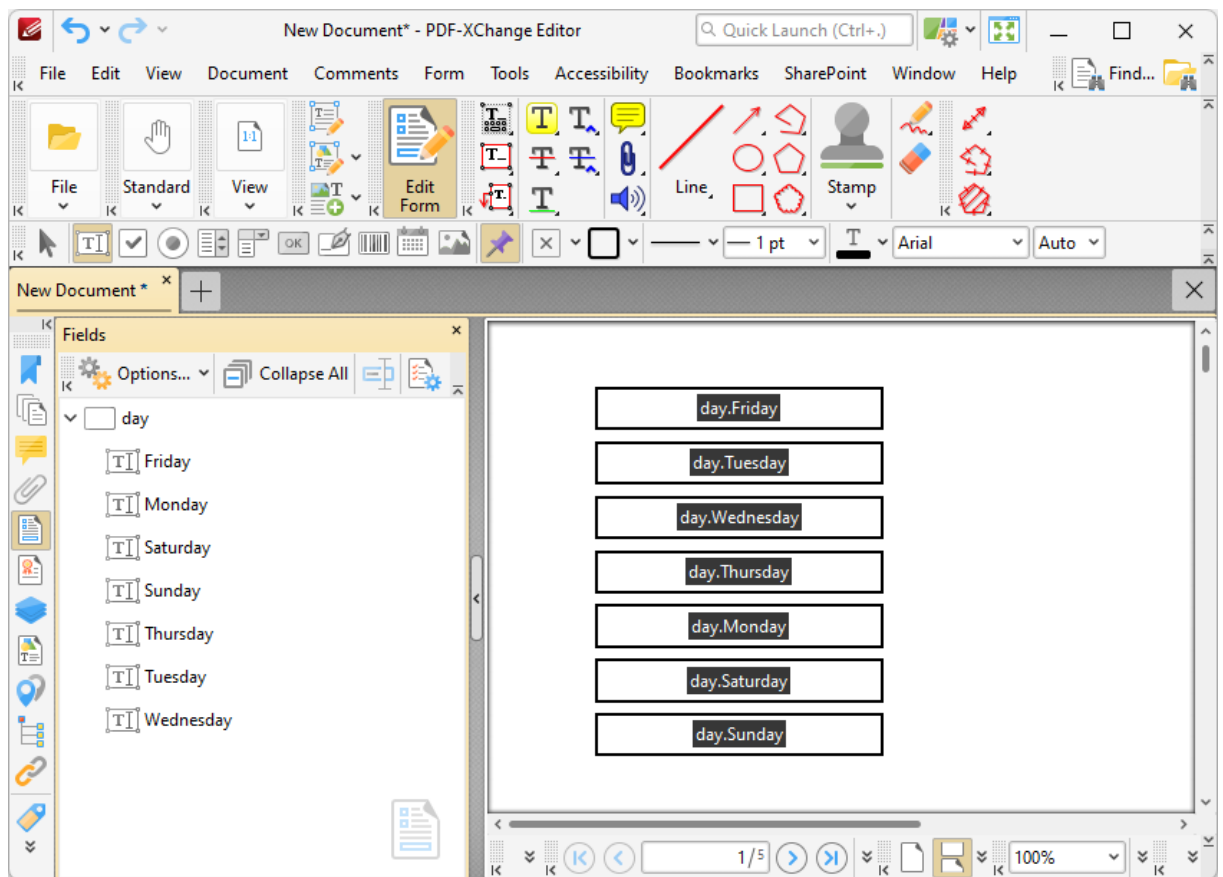 New Document* - PDF-XChange Editor
Quick Launch (Ctrl+.)
File Edit View Document Comments Form Tools Accessibility Bookmarks SharePoint Window Help Find...
1:1
File Standard View Edit Form Line Stamp
OK 1 pt T Arial Auto
New Document *
Fields
Options... Collapse All
day
Friday
Monday
Saturday
Sunday
Thursday
Tuesday
Wednesday
day.Friday
day.Tuesday
day.Wednesday
day.Thursday
day.Monday
day.Saturday
day.Sunday
1/5 100%